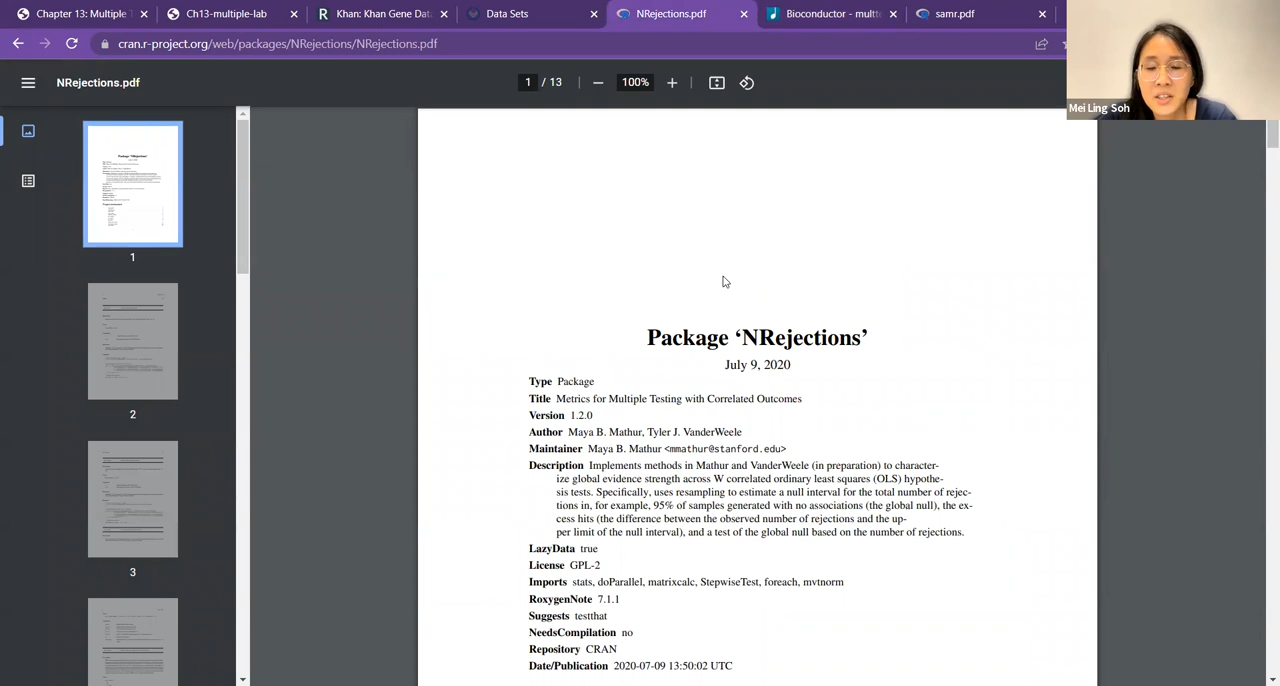 Chapter 13: Multiple T
Ch13-multiple-lab
Khan: Khan Gene Dat
Data Sets
NRejections.pdf
Bioconductor - multt
samr.pdf
cran.r-project.org/web/packages/NRejections/NRejections.pdf
NRejections.pdf
1 / 13
100%
Mei Ling Soh
1
2
3
Package ‘NRejections’
July 9, 2020
Type Package
Title Metrics for Multiple Testing with Correlated Outcomes
Version 1.2.0
Author Maya B. Mathur, Tyler J. VanderWeele
Maintainer Maya B. Mathur <mmathur@stanford.edu>
Description Implements methods in Mathur and VanderWeele (in preparation) to character-
ize global evidence strength across W correlated ordinary least squares (OLS) hypothe-
sis tests. Specifically, uses resampling to estimate a null interval for the total number of rejec-
tions in, for example, 95% of samples generated with no associations (the global null), the ex-
cess hits (the difference between the observed number of rejections and the up-
per limit of the null interval), and a test of the global null based on the number of rejections.
LazyData true
License GPL-2
Imports stats, doParallel, matrixcalc, StepwiseTest, foreach, mvtnorm
RoxygenNote 7.1.1
Suggests testthat
NeedsCompilation no
Repository CRAN
Date/Publication 2020-07-09 13:50:02 UTC